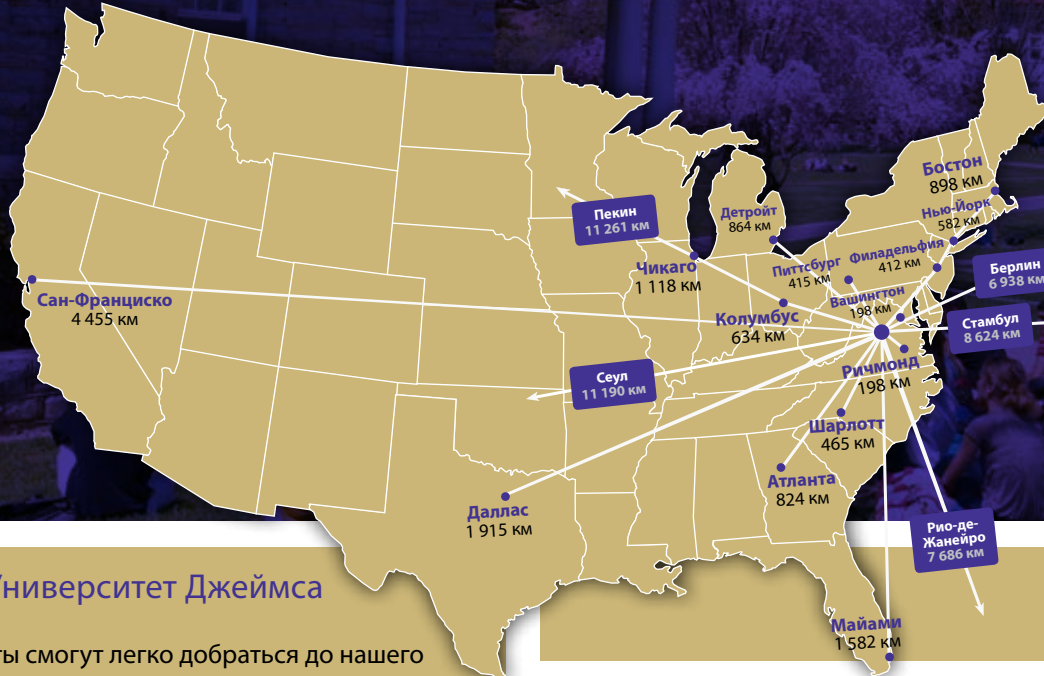 Бостон
898 км
Нью-Йорк
582 км
Пекин
11 261 км
Детройт
864 км
Филадельфия
412 км
Питтсбург
415 км
Чикаго
1 118 км
Берлин
6 938 км
Вашингтон
198 км
Сан-Франциско
4 455 км
Колумбус
634 км
Стамбул
8 624 км
Ричмонд
198 км
Сеул
11 190 км
Шарлотт
465 км
Атланта
824 км
Даллас
1 915 км
Рио-де-
Жанейро
7 686 км
Майами
1 582 км
Университет Джеймса
ты смогут легко добраться до нашего